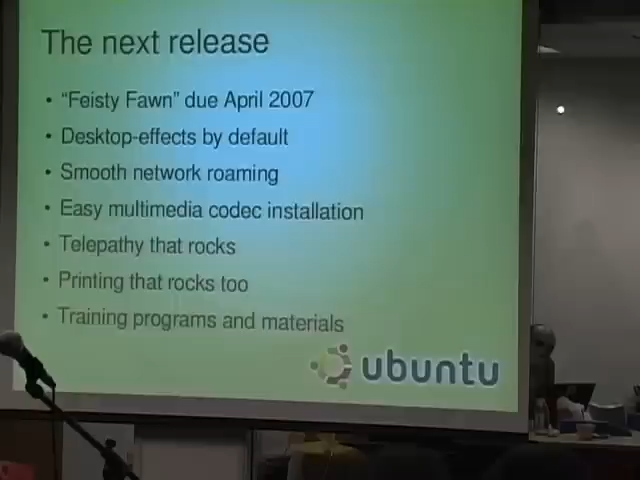 The next release
• “Feisty Fawn” due April 2007
• Desktop-effects by default
• Smooth network roaming
• Easy multimedia codec installation
• Telepathy that rocks
• Printing that rocks too
• Training programs and materials
ubuntu